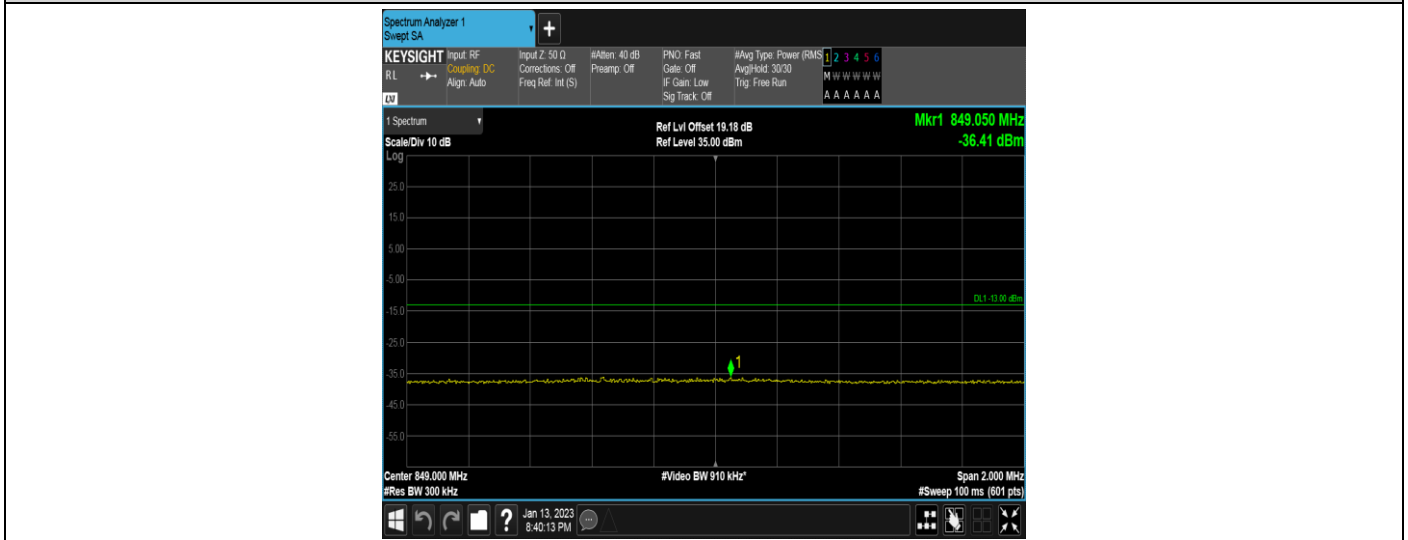 Spectrum Analyzer 1
Swept SA
+
KEYSIGHT Input: RF Input Z: 50 Ω #Atten: 40 dB PNO: Fast #Avg Type: Power (RMS 1 2 3 4 5 6
RL Coupling: DC Corrections: Off Preamp: Off Gate: Off Avg|Hold: 30/30 M W W W W W
Align: Auto Freq Ref: Int (S) IF Gain: Low Trig: Free Run
LXI Sig Track: Off A A A A A A
1 Spectrum Ref Lvl Offset 19.18 dB Mkr1 849.050 MHz
Scale/Div 10 dB Ref Level 35.00 dBm -36.41 dBm
Log
25.0
15.0
5.00
-5.00
DL1 -13.00 dBm
-15.0
-25.0
1
-35.0
-45.0
-55.0
Center 849.000 MHz #Video BW 910 kHz* Span 2.000 MHz
#Res BW 300 kHz #Sweep 100 ms (601 pts)
? Jan 13, 2023
8:40:13 PM